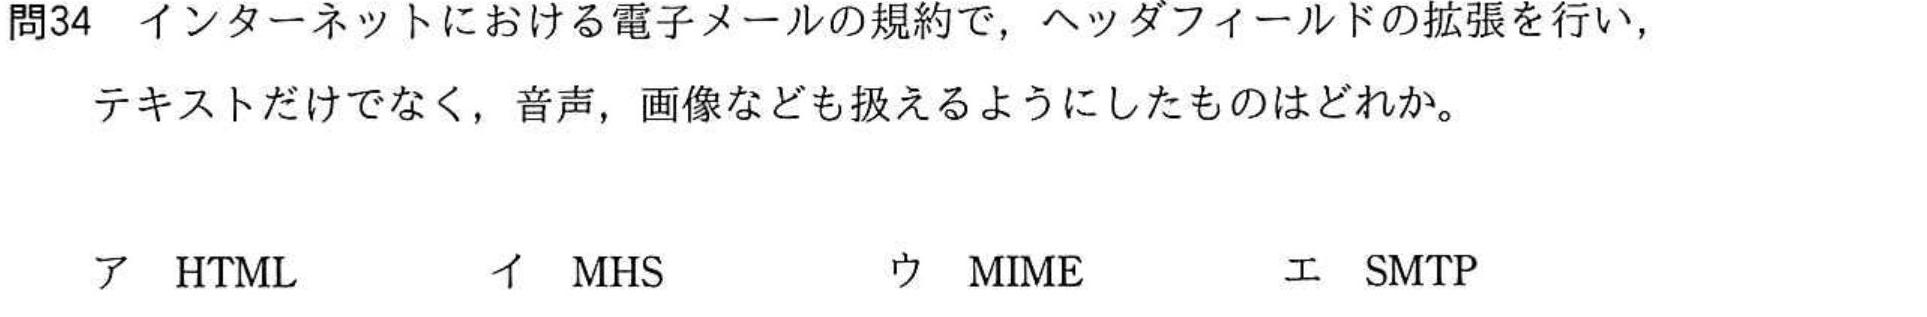 問34　インターネットにおける電子メールの規約で，ヘッダフィールドの拡張を行い，
テキストだけでなく，音声，画像なども扱えるようにしたものはどれか。
ア　HTML　イ　MHS　ウ　MIME　エ　SMTP